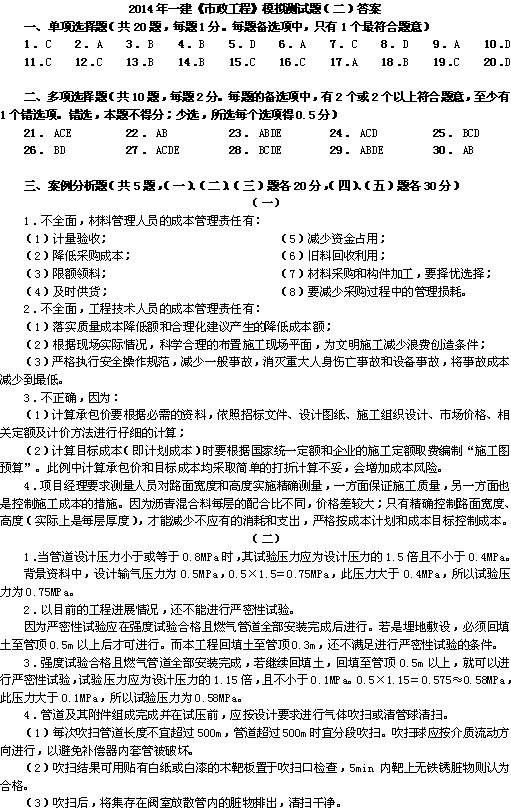 2014年一建《市政工程》模拟测试题(二)答案
一、单项选择题(共20题,每题1分。每题备选项中,只有1个是符合题意)
1. C 2. A 3. B 4. B 5. D 6. A 7. C 8. D 9. A 10.D
11.C 12.C 13.B 14.B 15.C 16.C 17.A 18.B 19.C 20.D
二、多项选择题(共10题,每题2分。每题的备选项中,有2个或2个以上符合题意,至少有
1个错选项。错选,本题不得分;少选,所选每个选项得0.5分)
21. ACE 22. AB 23. ABDE 24. ACD 25. BCD
26. BD 27. ACDE 28. BCDE 29. ABDE 30. AB
三、案例分析题(共5题,(一)、(二)、(三)题各20分,(四)、(五)题各30分)
(一)
1.不全面,材料管理人员的成本管理责任有:
(1)计量验收; (5)减少资金占用;
(2)降低采购成本; (6)旧料回收利用;
(3)限额领料; (7)材料采购和构件加工,要择优选择;
(4)及时供货; (8)要减少采购过程中的管理损耗。
2.不全面,工程技术人员的成本管理责任有:
(1)落实质量成本降低额和合理化建议产生的降低成本额;
(2)根据现场实际情况,科学合理的布置施工现场平面,为文明施工减少浪费创造条件;
(3)严格执行安全操作规范,减少一般事故,消灭重大人身伤亡事故和设备事故,将事故成本
减少到最低。
3.不正确,因为:
(1)计算承包价要根据必需的资料,依照招标文件、设计图纸、施工组织设计、市场价格、相
关定额及计价方法进行仔细的计算;
(2)计算目标成本(即计划成本)时要根据国家统一定额和企业的施工定额取费编制“施工图
预算”。此例中计算承包价和目标成本均采取简单的打折计算不妥,会增加成本风险。
4.项目经理要求测量人员对路面宽度和高度实施精确测量,一方面保证施工质量,另一方面也
是控制施工成本的措施。因为沥青混合料每层的配合比不同,价格差较大;只有精确控制路面宽度、
高度(实际上是每层厚度),才能减少不应有的消耗和支出,严格按成本计划和成本目标控制成本。
(二)
1.当管道设计压力小于或等于0.8MPa时,其试验压力应为设计压力的1.5倍且不小于0.4MPa。
背景资料中,设计输气压力为0.5MPa,0.5×1.5=0.75MPa,此压力大于0.4MPa,所以试验压
力为0.75MPa。
2.以目前的工程进展情况,还不能进行严密性试验。
因为严密性试验应在强度试验合格且燃气管道全部安装完成后进行。若是埋地敷设,必须回填
土至管顶0.5m以上后才可进行。而本工程回填土至管顶0.3m,还不满足进行严密性试验的条件。
3.强度试验合格且燃气管道全部安装完成,若继续回填土,回填至管顶0.5m以上,就可以进
行严密性试验,试验压力应为设计压力的1.15倍,且不小于0.1MPa。0.5×1.15=0.575≈0.58MPa,
此压力大于0.1MPa,所以试验压力为0.58MPa。
4.管道及其附件组成完成并在试压前,应按设计要求进行气体吹扫或清管球清扫。
(1)每次吹扫管道长度不宜超过500m,管道超过500m时宜分段吹扫。吹扫球应按介质流动方
向进行,以避免补偿器内套管被破坏。
(2)吹扫结果可用贴有白纸或白漆的木靶板置于吹扫口检查,5min内靶上无铁锈脏物则认为
合格。
(3)吹扫后,将集存在阀室放散管内的脏物排出,清扫干净。